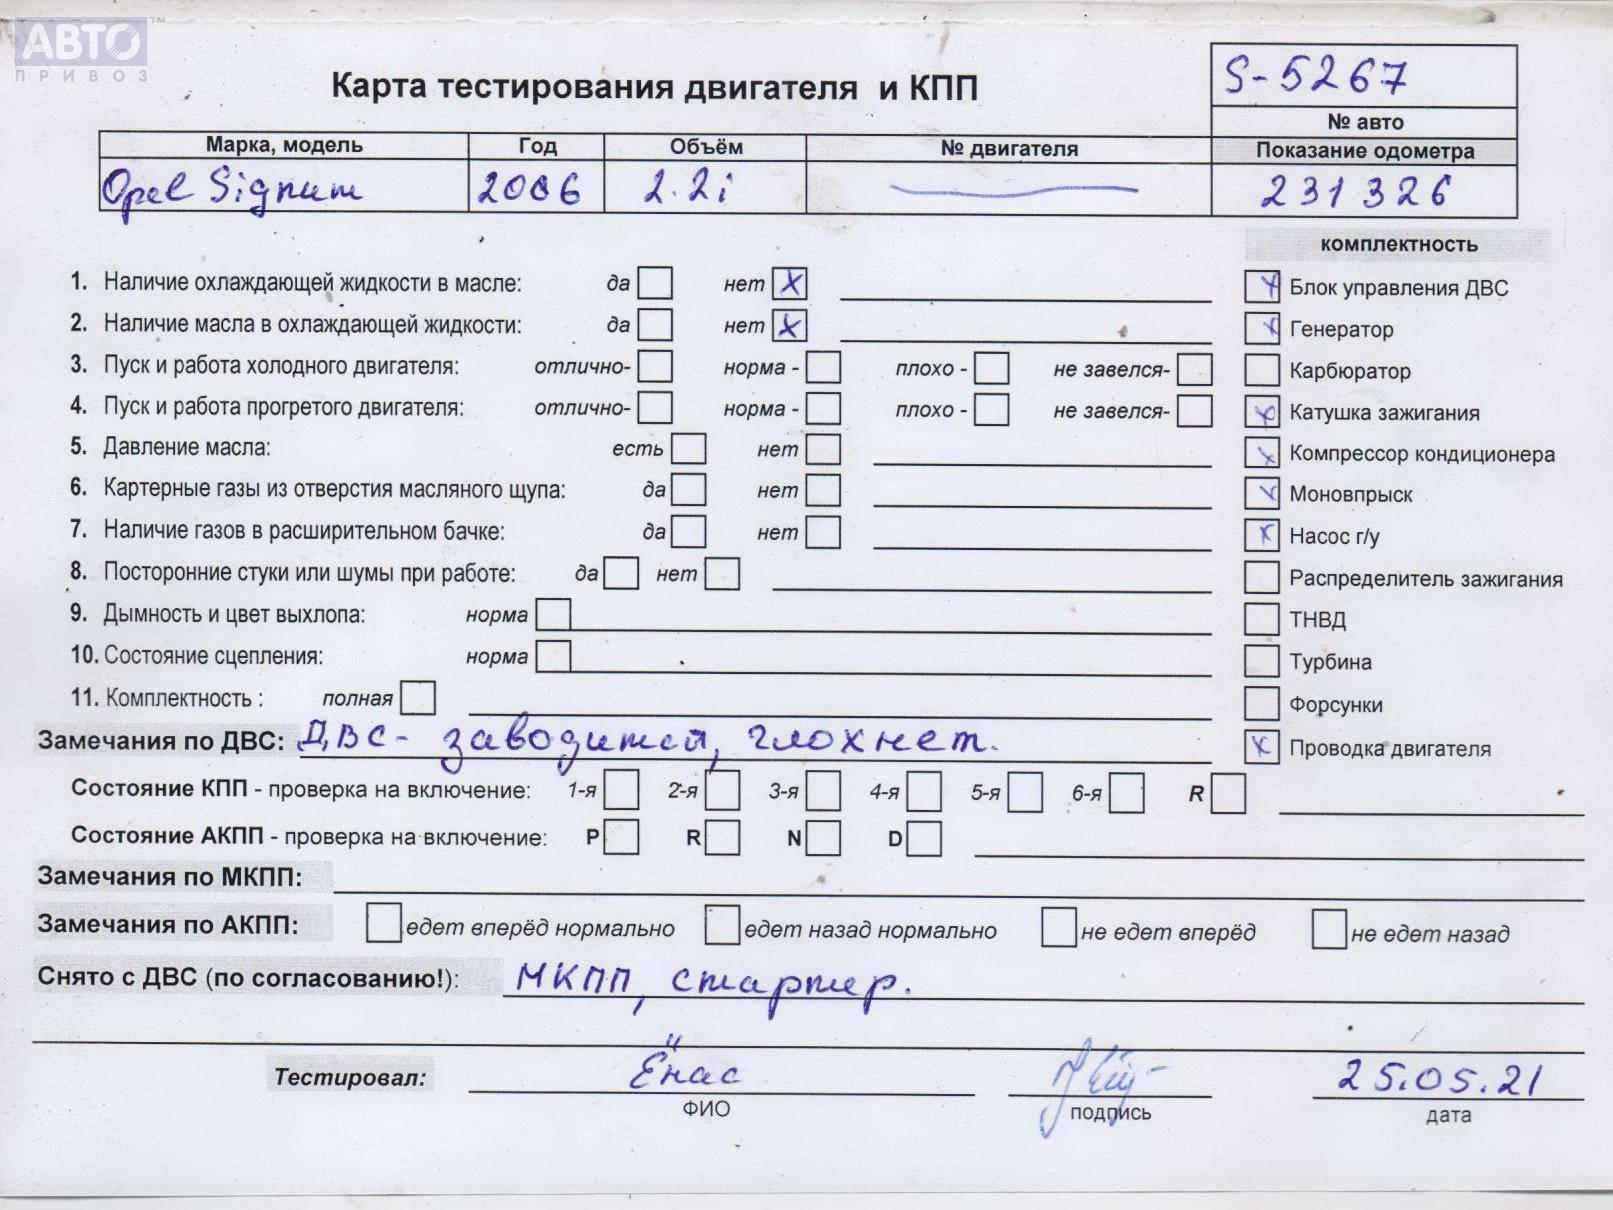 АВТО™
ПРИВОЗ
Карта тестирования двигателя и КПП
S-5267
№ авто
Марка, модель Год Объём № двигателя Показание одометра
Opel Signum 2006 2.2i 231326
комплектность
1. Наличие охлаждающей жидкости в масле: да нет X Блок управления ДВС
2. Наличие масла в охлаждающей жидкости: да нет X Генератор
3. Пуск и работа холодного двигателя: отлично- норма - плохо - не завелся- Карбюратор
4. Пуск и работа прогретого двигателя: отлично- норма - плохо - не завелся- Катушка зажигания
5. Давление масла: есть нет Компрессор кондиционера
6. Картерные газы из отверстия масляного щупа: да нет Моновпрыск
7. Наличие газов в расширительном бачке: да нет Насос г/у
8. Посторонние стуки или шумы при работе: да нет Распределитель зажигания
9. Дымность и цвет выхлопа: норма ТНВД
10. Состояние сцепления: норма Турбина
11. Комплектность : полная Форсунки
Замечания по ДВС: ДВС- заводится, глохнет. Проводка двигателя
Состояние КПП - проверка на включение: 1-я 2-я 3-я 4-я 5-я 6-я R
Состояние АКПП - проверка на включение: P R N D
Замечания по МКПП:
Замечания по АКПП: едет вперёд нормально едет назад нормально не едет вперёд не едет назад
Снято с ДВС (по согласованию!): МКПП, стартер.
Тестировал: Ёнас 25.05.21
ФИО подпись дата